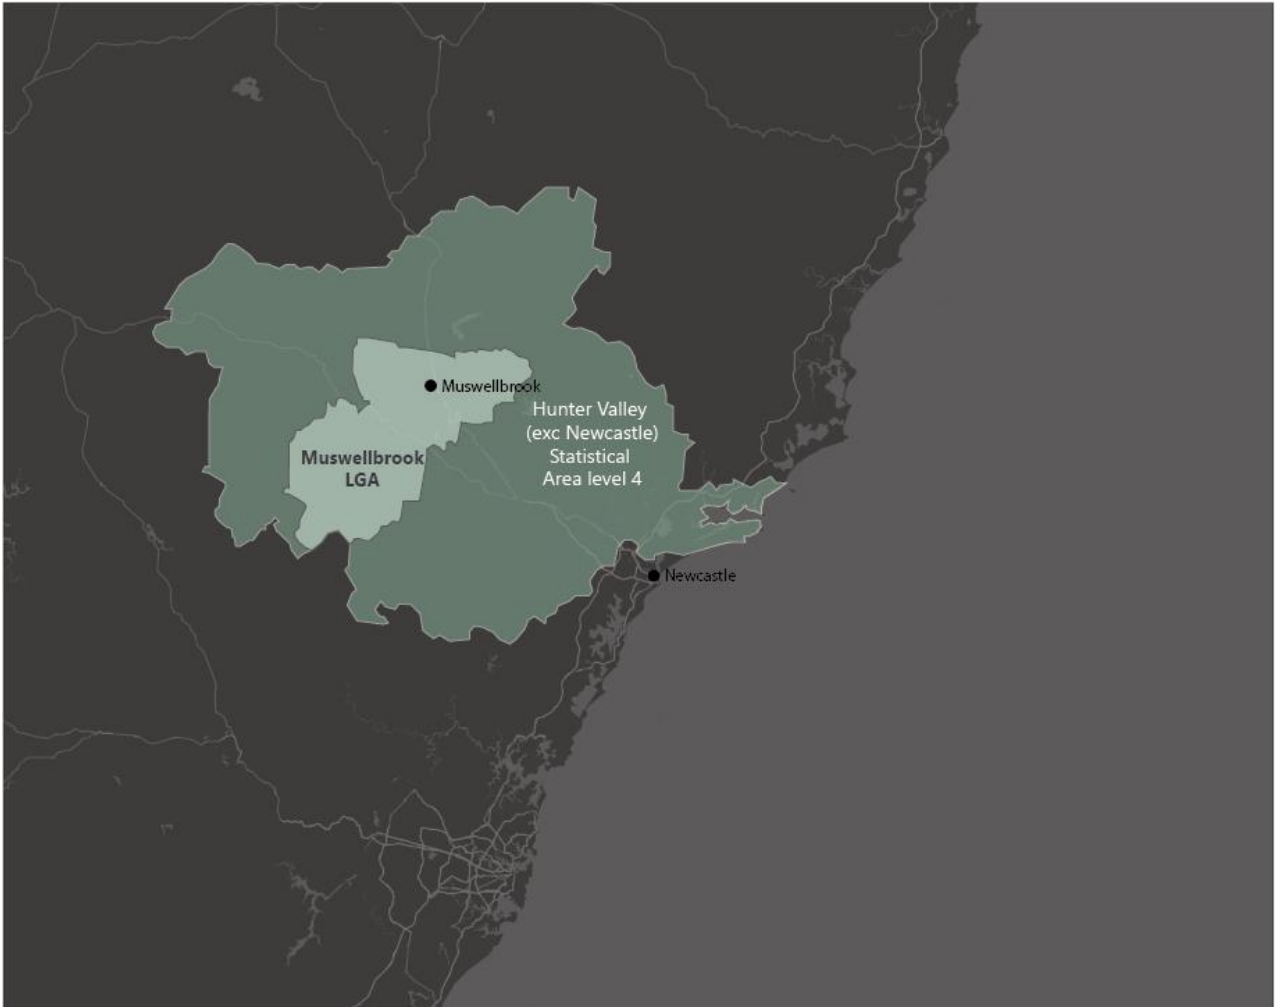 Muswellbrook
Hunter Valley
(exc Newcastle)
Statistical
Area level 4
Muswellbrook
LGA
Newcastle